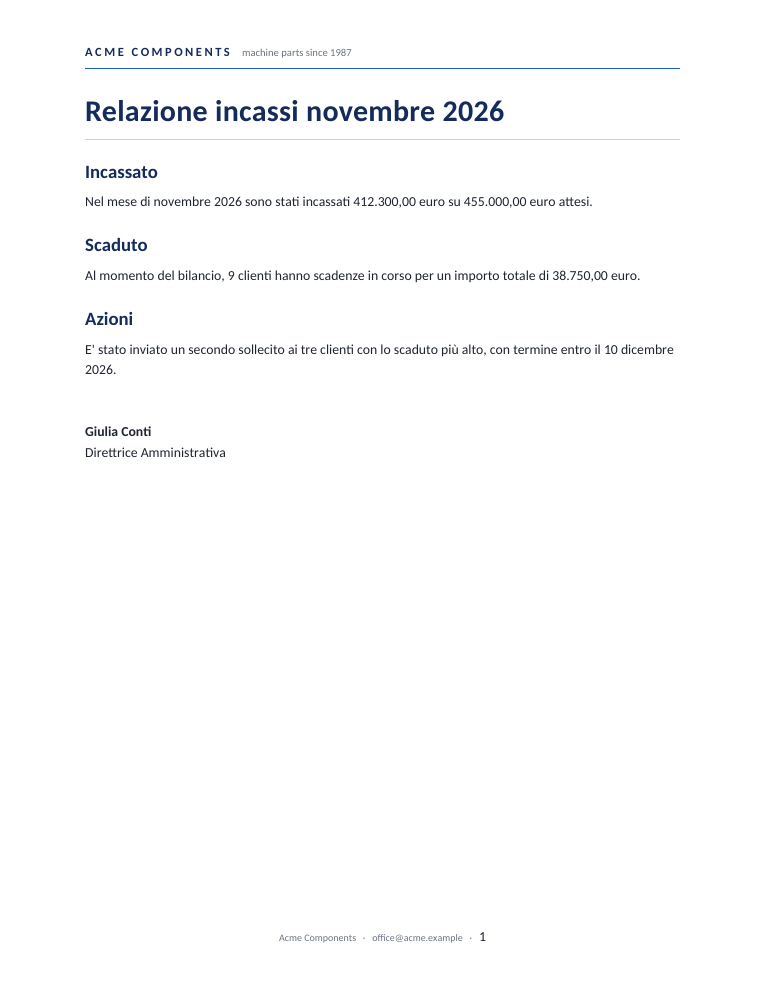 ACME COMPONENTS machine parts since 1987
Relazione incassi novembre 2026
Incassato
Nel mese di novembre 2026 sono stati incassati 412.300,00 euro su 455.000,00 euro attesi.
Scaduto
Al momento del bilancio, 9 clienti hanno scadenze in corso per un importo totale di 38.750,00 euro.
Azioni
E' stato inviato un secondo sollecito ai tre clienti con lo scaduto più alto, con termine entro il 10 dicembre
2026.
Giulia Conti
Direttrice Amministrativa
Acme Components · office@acme.example · 1